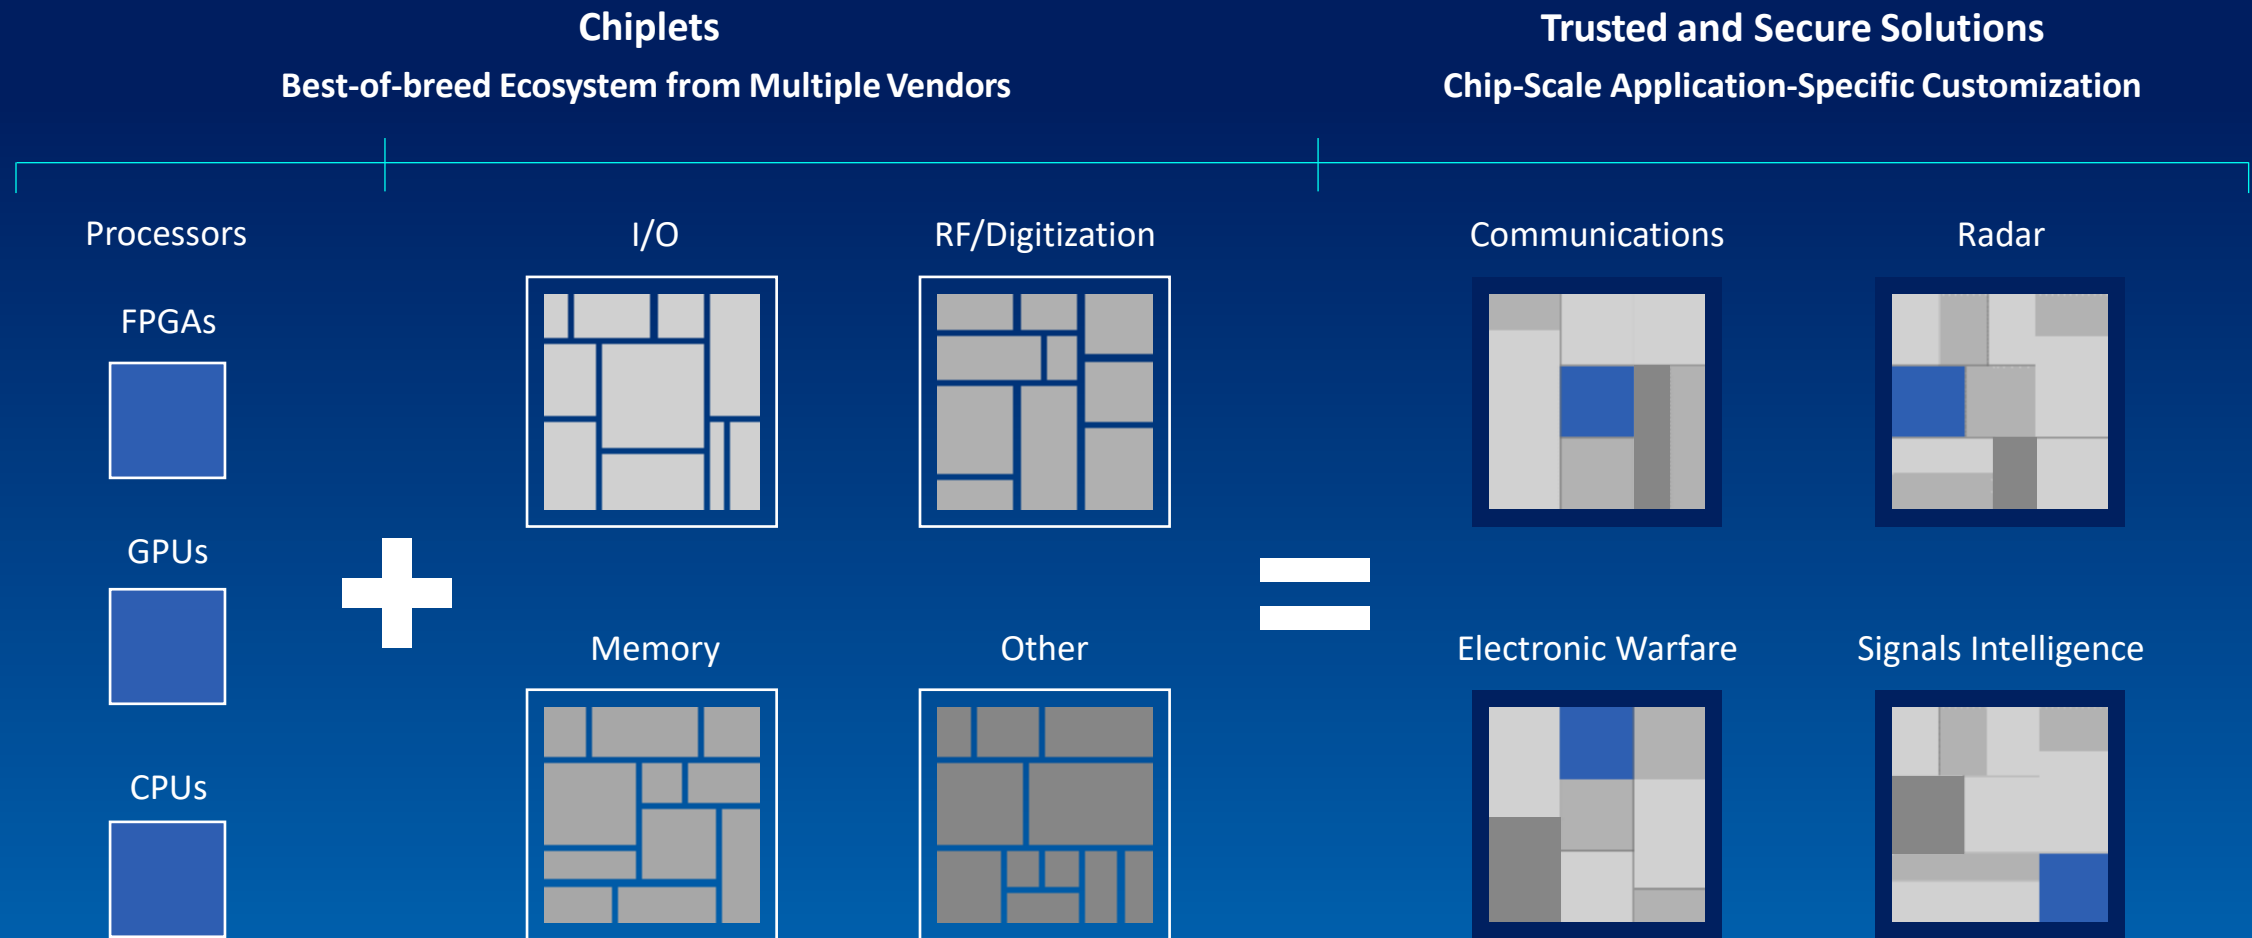 Chiplets
Best-of-breed Ecosystem from Multiple Vendors
Trusted and Secure Solutions
Chip-Scale Application-Specific Customization
Processors
FPGAs
GPUs
CPUs
I/O
RF/Digitization
Memory
Other
Communications
Radar
Electronic Warfare
Signals Intelligence